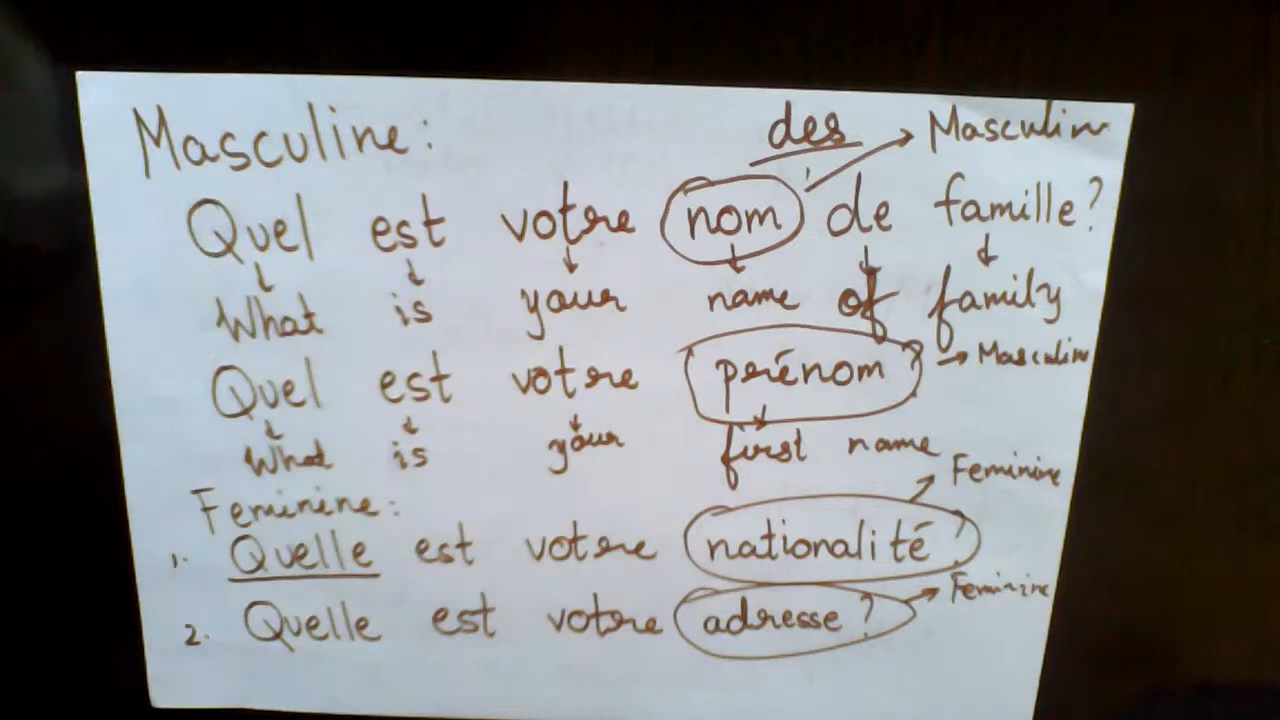 Masculine: des Masculin
Quel est votre nom de famille?
What is your name of family
Quel est votre prénom? Masculin
What is your first name
Feminine: Feminine
1. Quelle est votre nationalité?
2. Quelle est votre adresse? Feminine